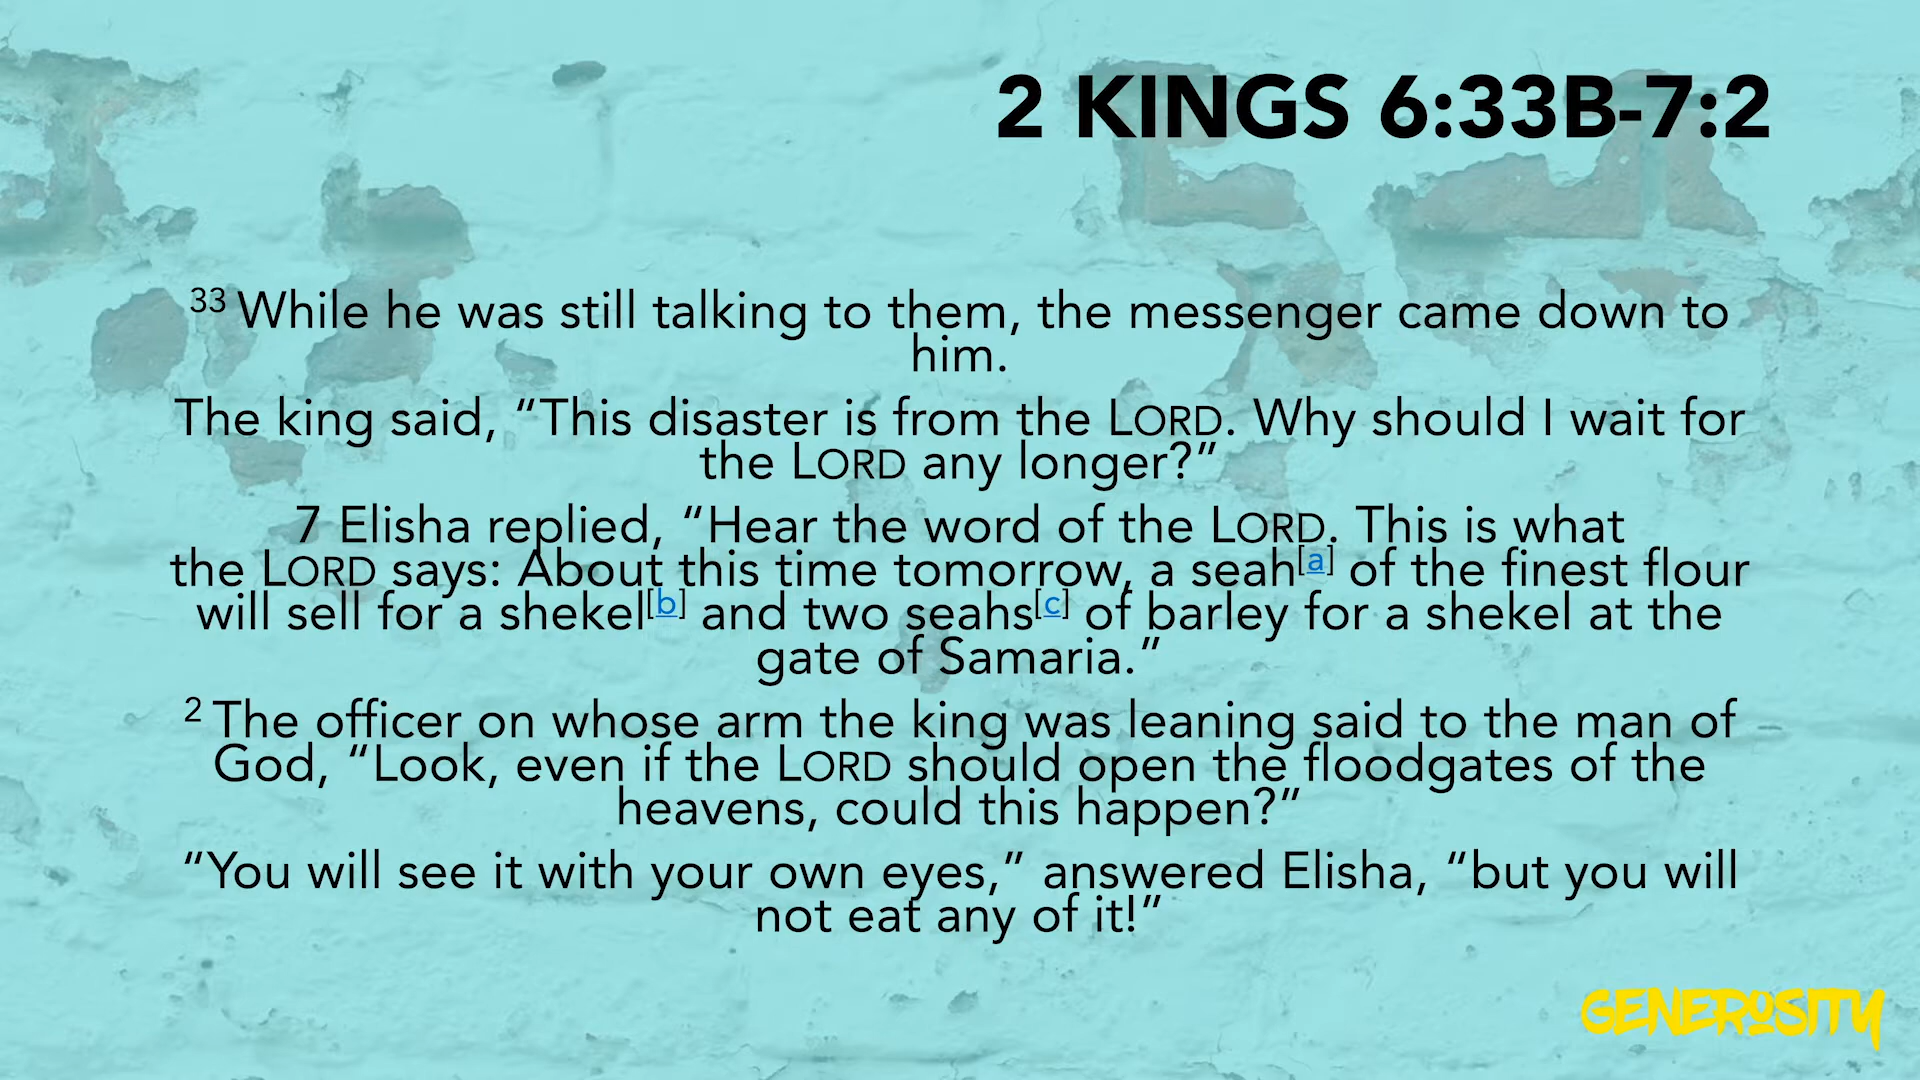 2 KINGS 6:33B-7:2
33 While he was still talking to them, the messenger came down to
him.
The king said, “This disaster is from the LORD. Why should I wait for
the LORD any longer?”
7 Elisha replied, “Hear the word of the LORD. This is what
the LORD says: About this time tomorrow, a seah[a] of the finest flour
will sell for a shekel[b] and two seahs[c] of barley for a shekel at the
gate of Samaria.”
2 The officer on whose arm the king was leaning said to the man of
God, “Look, even if the LORD should open the floodgates of the
heavens, could this happen?”
“You will see it with your own eyes,” answered Elisha, “but you will
not eat any of it!”
GENEROSITY